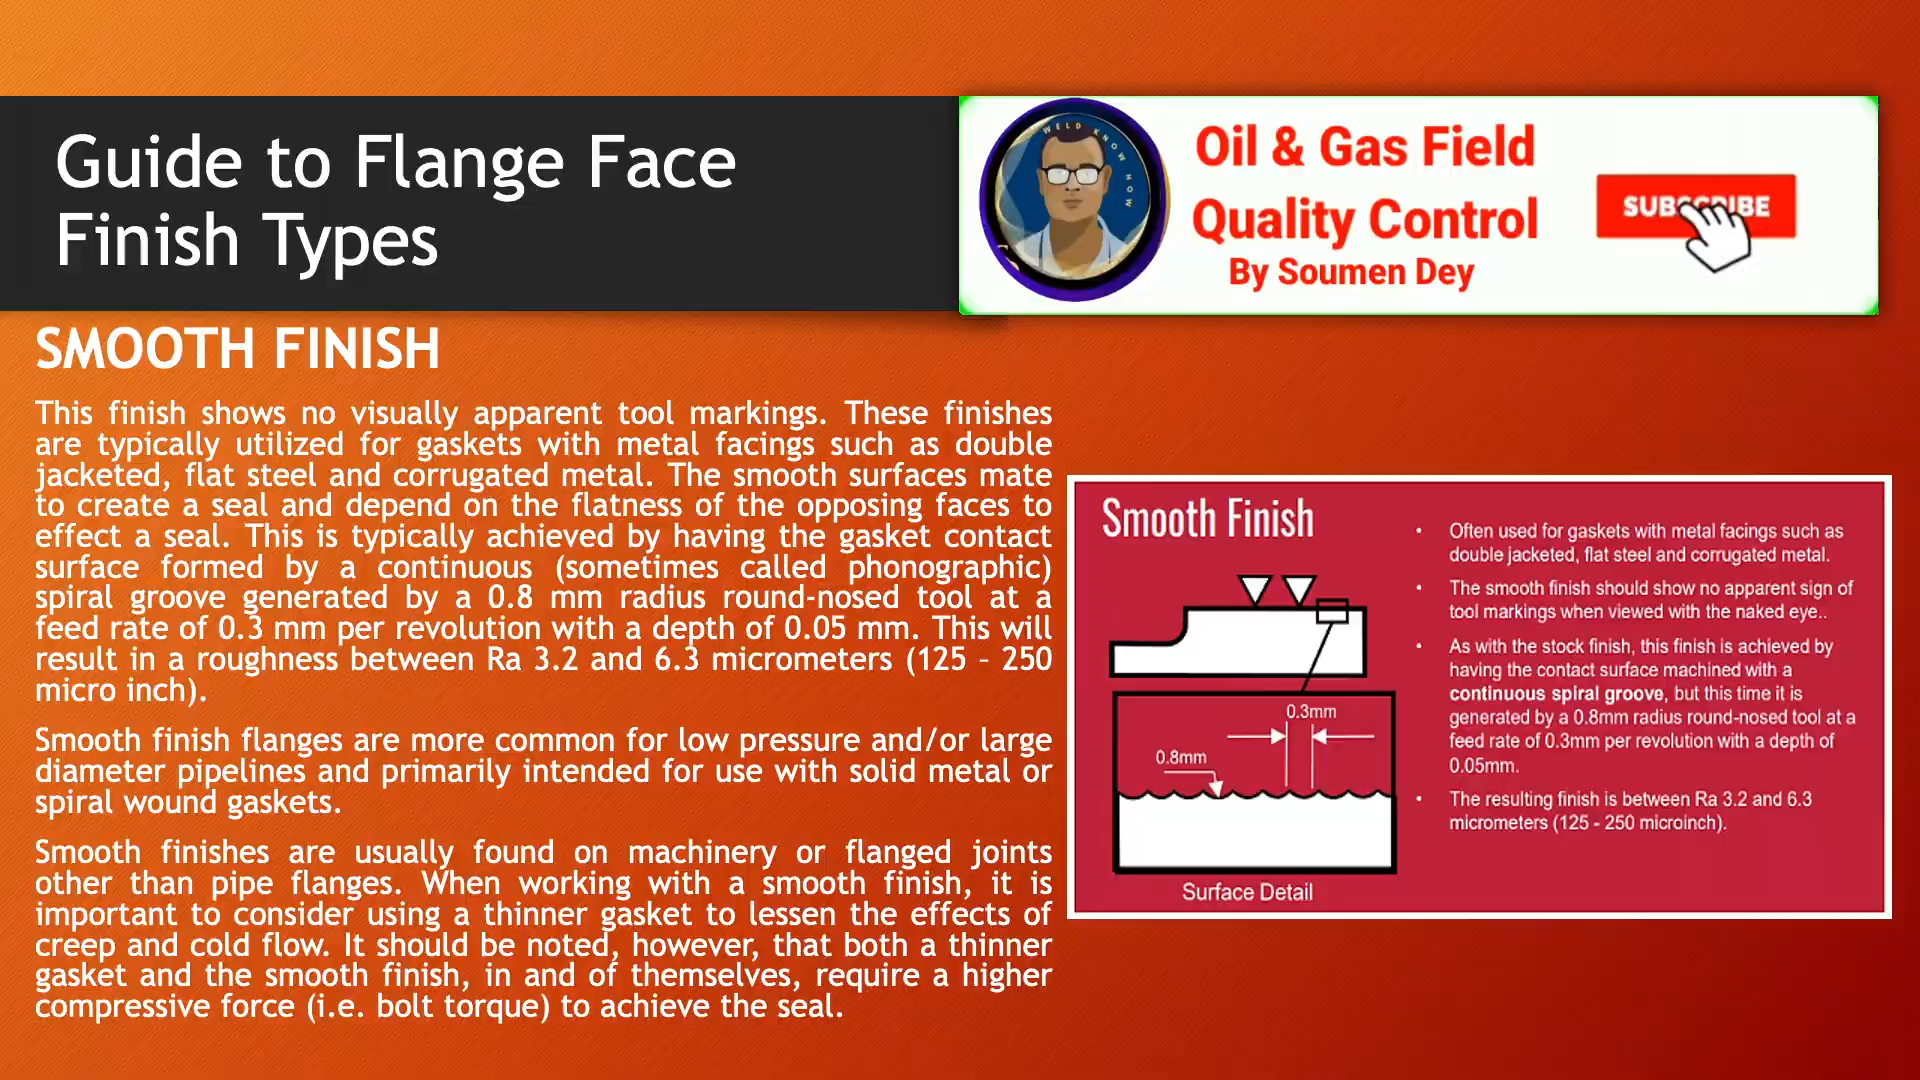 Guide to Flange Face
Finish Types
WELD KNOW HOW
Oil & Gas Field
Quality Control
By Soumen Dey
SUBSCRIBE
SMOOTH FINISH
This finish shows no visually apparent tool markings. These finishes
are typically utilized for gaskets with metal facings such as double
jacketed, flat steel and corrugated metal. The smooth surfaces mate
to create a seal and depend on the flatness of the opposing faces to
effect a seal. This is typically achieved by having the gasket contact
surface formed by a continuous (sometimes called phonographic)
spiral groove generated by a 0.8 mm radius round-nosed tool at a
feed rate of 0.3 mm per revolution with a depth of 0.05 mm. This will
result in a roughness between Ra 3.2 and 6.3 micrometers (125 – 250
micro inch).
Smooth finish flanges are more common for low pressure and/or large
diameter pipelines and primarily intended for use with solid metal or
spiral wound gaskets.
Smooth finishes are usually found on machinery or flanged joints
other than pipe flanges. When working with a smooth finish, it is
important to consider using a thinner gasket to lessen the effects of
creep and cold flow. It should be noted, however, that both a thinner
gasket and the smooth finish, in and of themselves, require a higher
compressive force (i.e. bolt torque) to achieve the seal.
Smooth Finish
0.3mm
0.8mm
Surface Detail
• Often used for gaskets with metal facings such as
double jacketed, flat steel and corrugated metal.
• The smooth finish should show no apparent sign of
tool markings when viewed with the naked eye..
• As with the stock finish, this finish is achieved by
having the contact surface machined with a
continuous spiral groove, but this time it is
generated by a 0.8mm radius round-nosed tool at a
feed rate of 0.3mm per revolution with a depth of
0.05mm.
• The resulting finish is between Ra 3.2 and 6.3
micrometers (125 - 250 microinch).